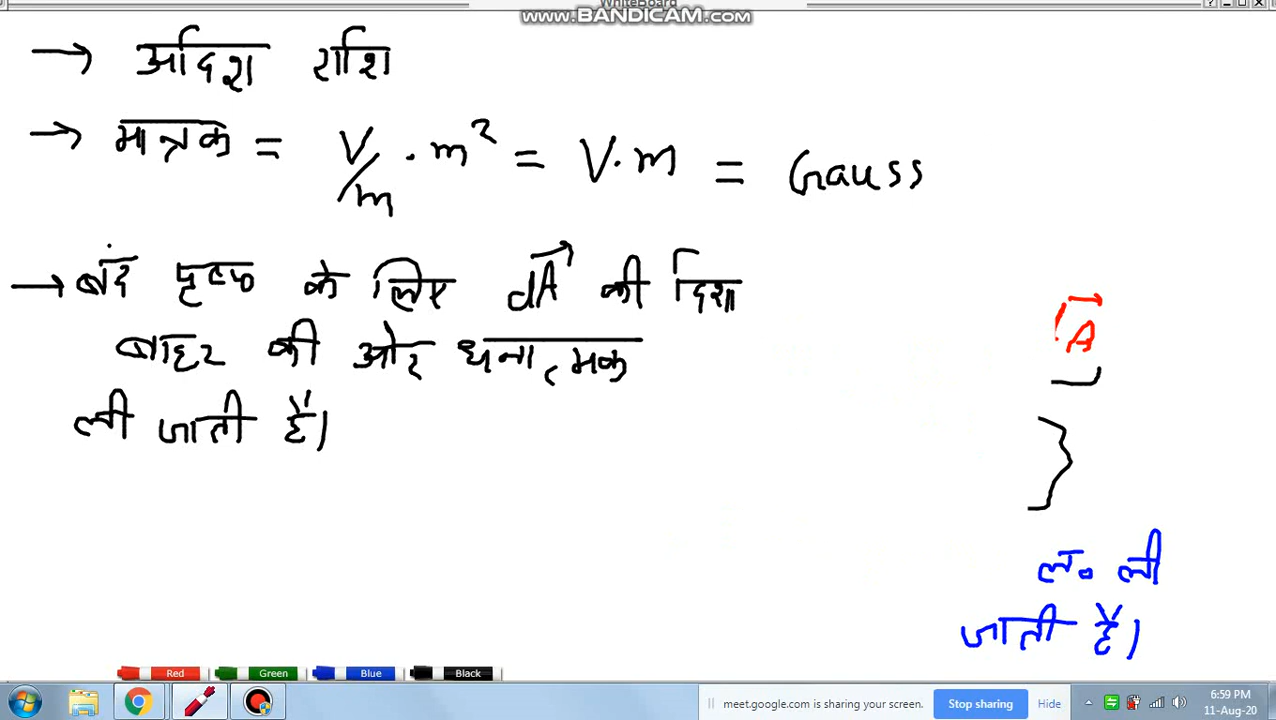 WhiteBoard
www.BANDICAM.com
→ अदिश राशि
→ मात्रक = V/m · m² = V·m = Gauss
→ बंद पृष्ठ के लिए dA⃗ की दिशा
बाहर की ओर धनात्मक
ली जाती हैं।
A⃗
}
ल॰ ली
जाती हैं।
Red Green Blue Black
meet.google.com is sharing your screen. Stop sharing Hide
6:59 PM
11-Aug-20